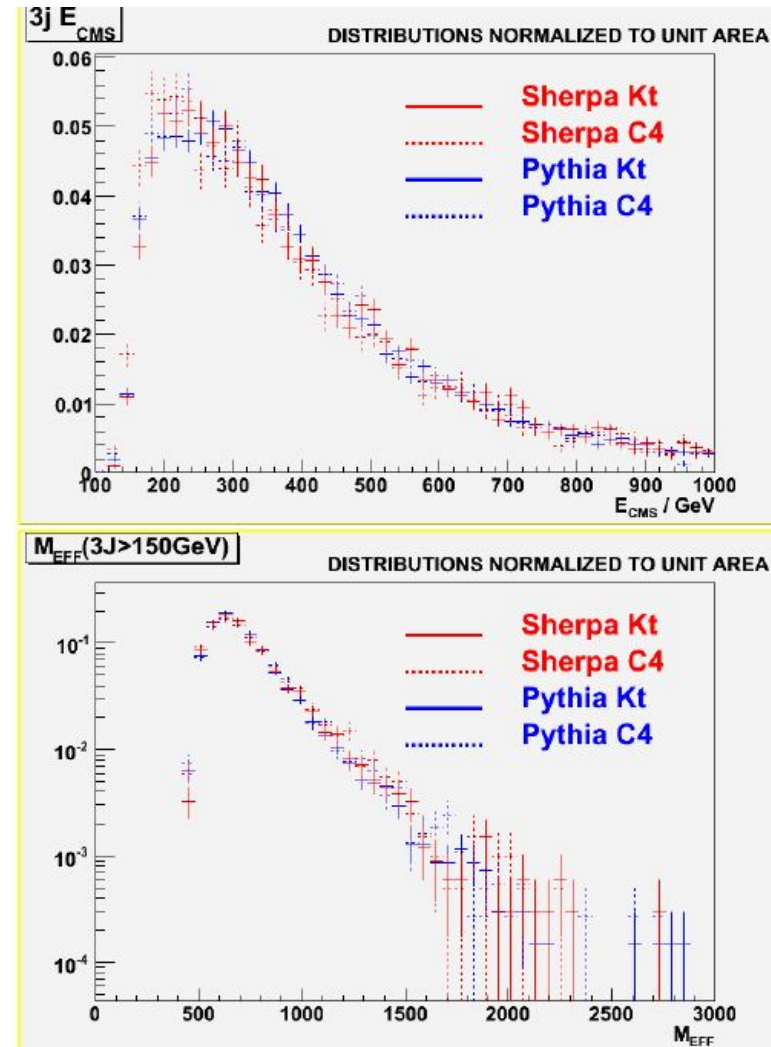 3j E_CMS
DISTRIBUTIONS NORMALIZED TO UNIT AREA
Sherpa Kt
Sherpa C4
Pythia Kt
Pythia C4
0.06
0.05
0.04
0.03
0.02
0.01
0
100 200 300 400 500 600 700 800 900 1000
E_CMS / GeV
M_EFF(3J>150GeV)
DISTRIBUTIONS NORMALIZED TO UNIT AREA
Sherpa Kt
Sherpa C4
Pythia Kt
Pythia C4
10^-1
10^-2
10^-3
10^-4
0 500 1000 1500 2000 2500 3000
M_EFF